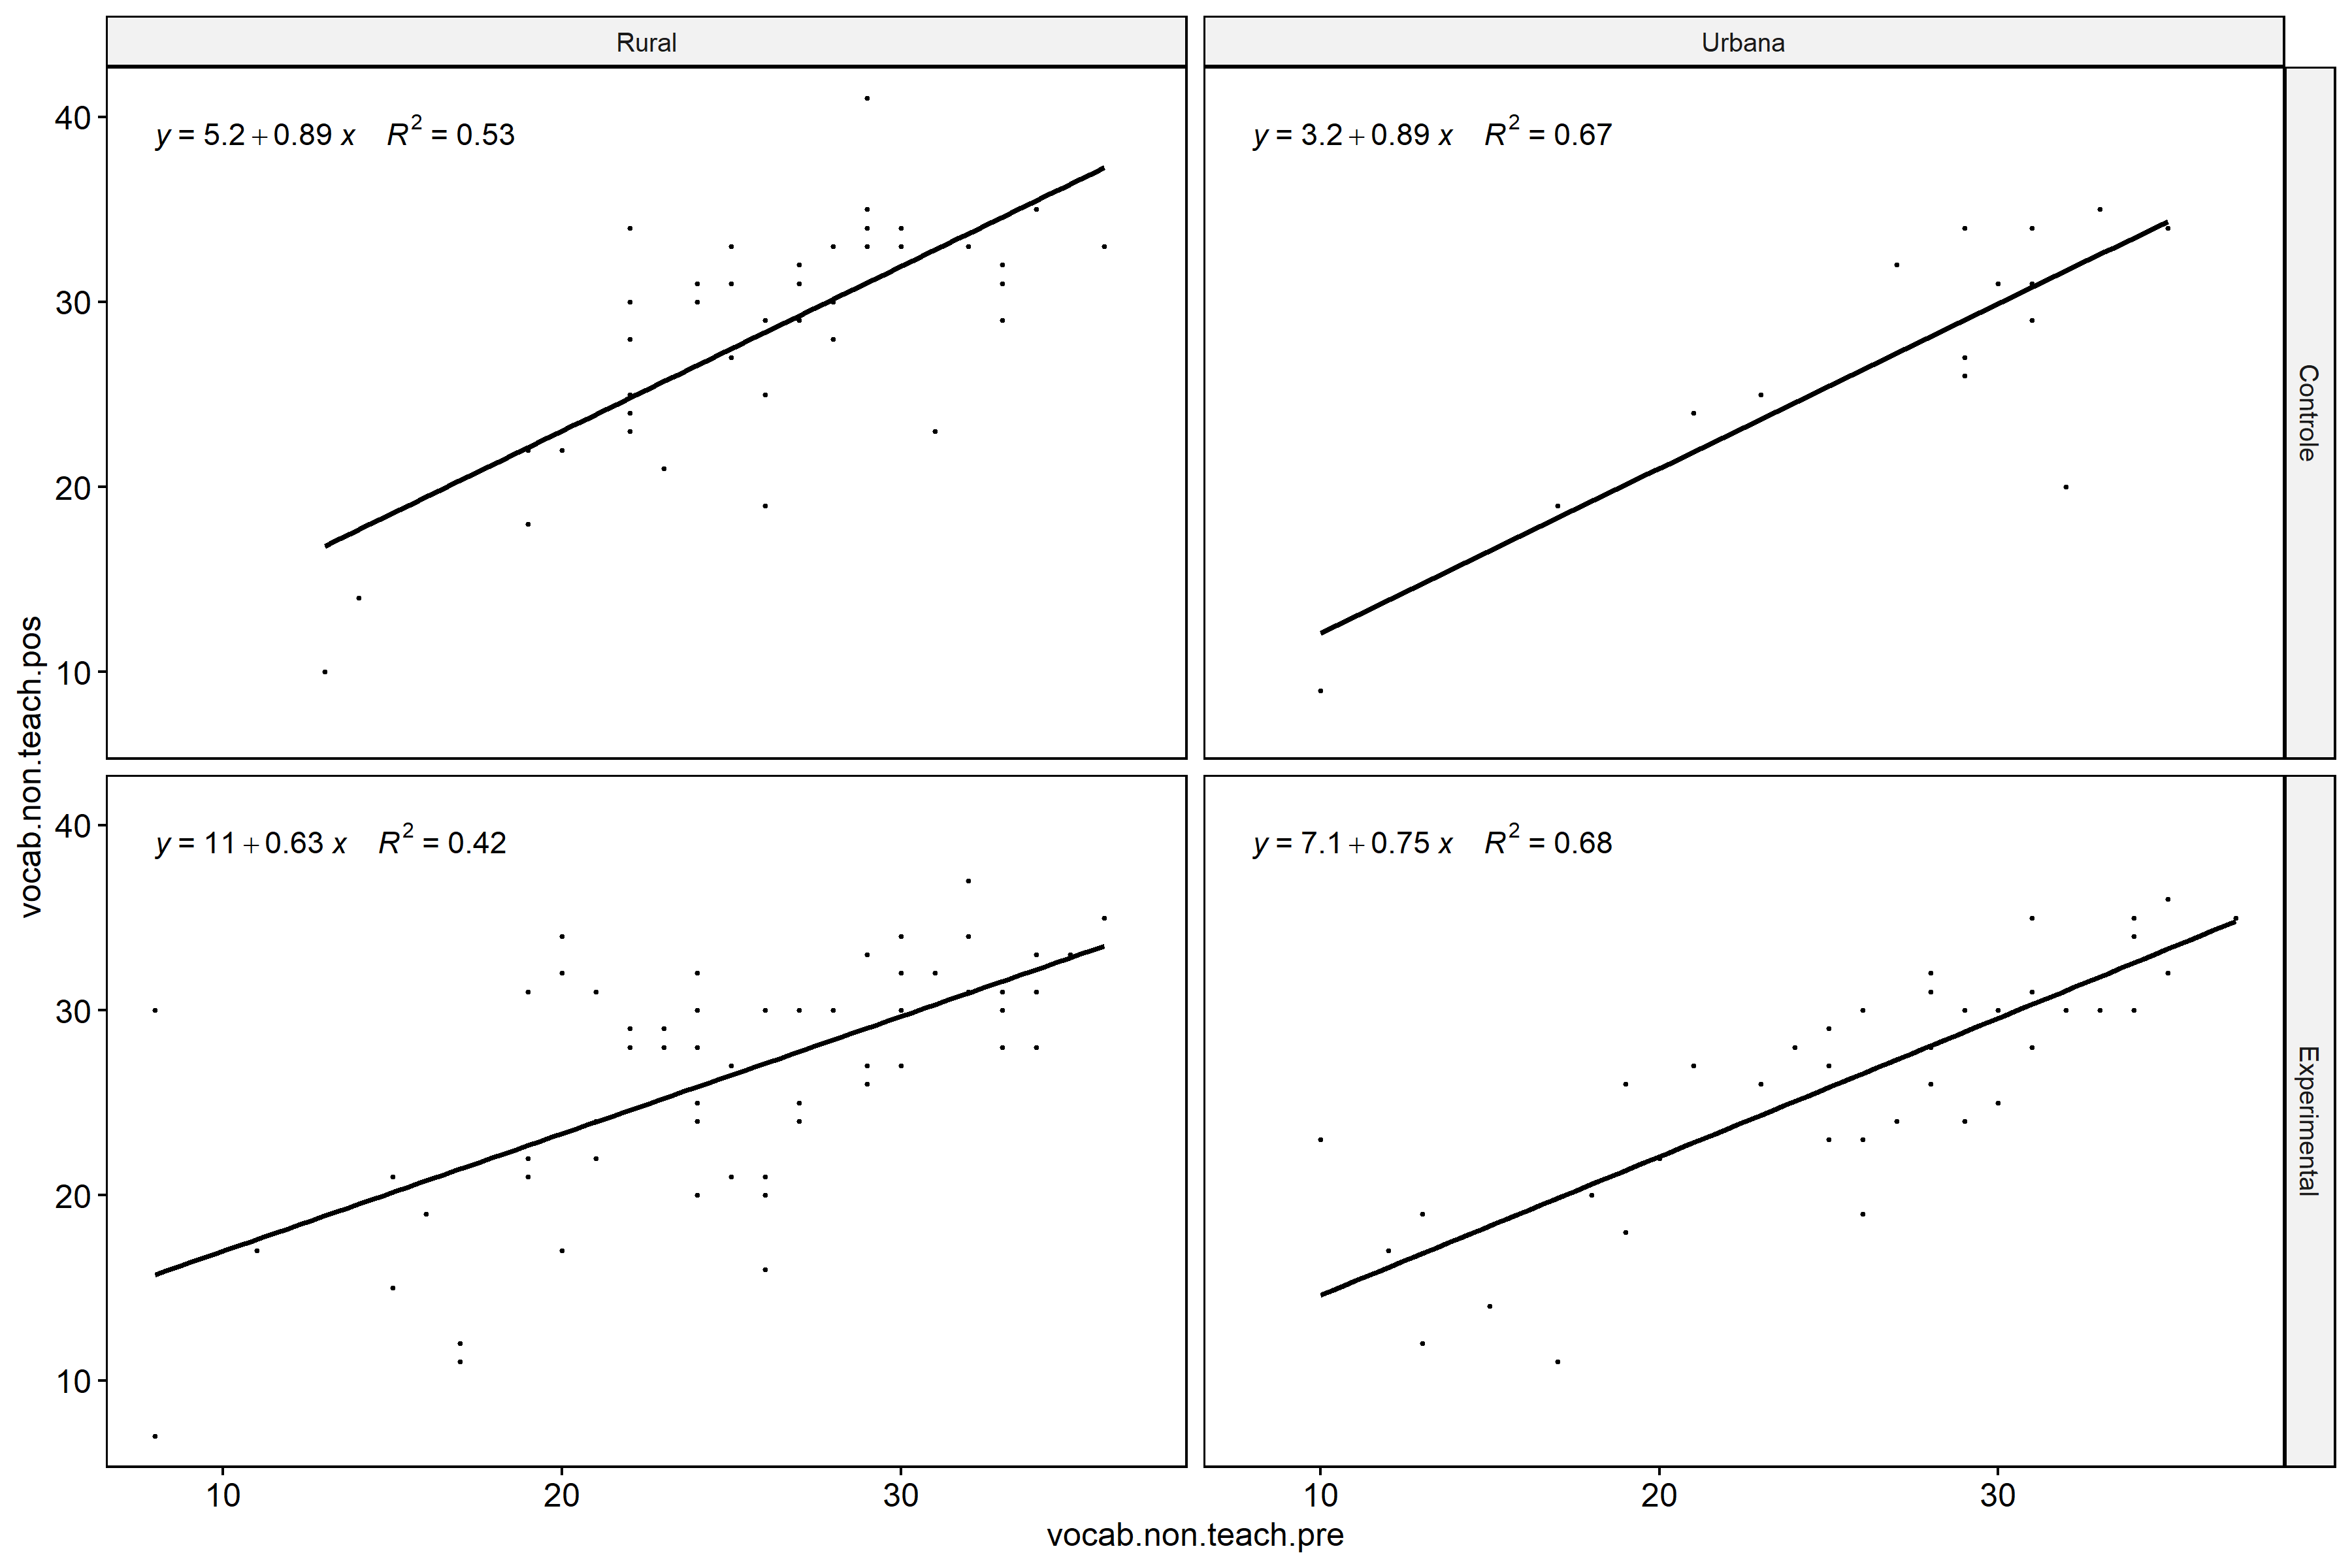 Rural
Urbana
y = 5.2 + 0.89 x R² = 0.53
y = 3.2 + 0.89 x R² = 0.67
40
30
20
10
Controle
vocab.non.teach.pos
y = 11 + 0.63 x R² = 0.42
y = 7.1 + 0.75 x R² = 0.68
40
30
20
10
Experimental
10 20 30
10 20 30
vocab.non.teach.pre